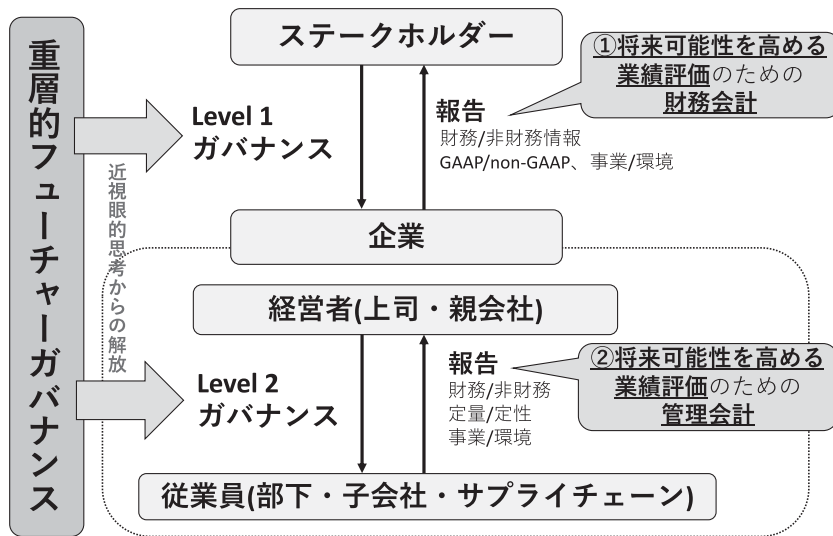 重層的フューチャーガバナンス
近視眼的思考からの解放
ステークホルダー
①将来可能性を高める
業績評価のための
財務会計
Level 1
ガバナンス
報告
財務/非財務情報
GAAP/non-GAAP、事業/環境
企業
経営者(上司・親会社)
②将来可能性を高める
業績評価のための
管理会計
Level 2
ガバナンス
報告
財務/非財務
定量/定性
事業/環境
従業員(部下・子会社・サプライチェーン)